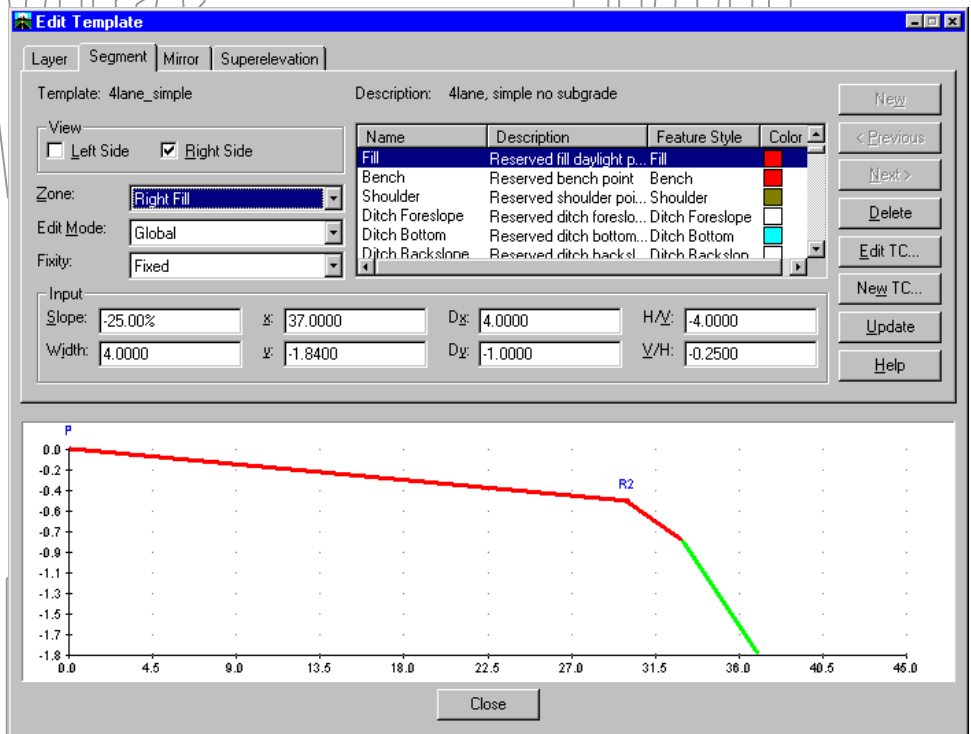 Edit Template
Layer Segment Mirror Superelevation
Template: 4lane_simple Description: 4lane, simple no subgrade
View
Left Side Right Side
Zone: Right Fill
Edit Mode: Global
Fixity: Fixed
Name Description Feature Style Color
Fill Reserved fill daylight p... Fill
Bench Reserved bench point Bench
Shoulder Reserved shoulder poi... Shoulder
Ditch Foreslope Reserved ditch foreslo... Ditch Foreslope
Ditch Bottom Reserved ditch bottom... Ditch Bottom
Ditch Backslope Reserved ditch backsl Ditch Backslop
Input
Slope: -25.00% x: 37.0000 Dx: 4.0000 H/V: -4.0000
Width: 4.0000 y: -1.8400 Dy: -1.0000 V/H: -0.2500
New
< Previous
Next >
Delete
Edit TC...
New TC...
Update
Help
P
R2
0.0
-0.2
-0.4
-0.6
-0.7
-0.9
-1.1
-1.3
-1.5
-1.7
-1.8
0.0 4.5 9.0 13.5 18.0 22.5 27.0 31.5 36.0 40.5 45.0
Close